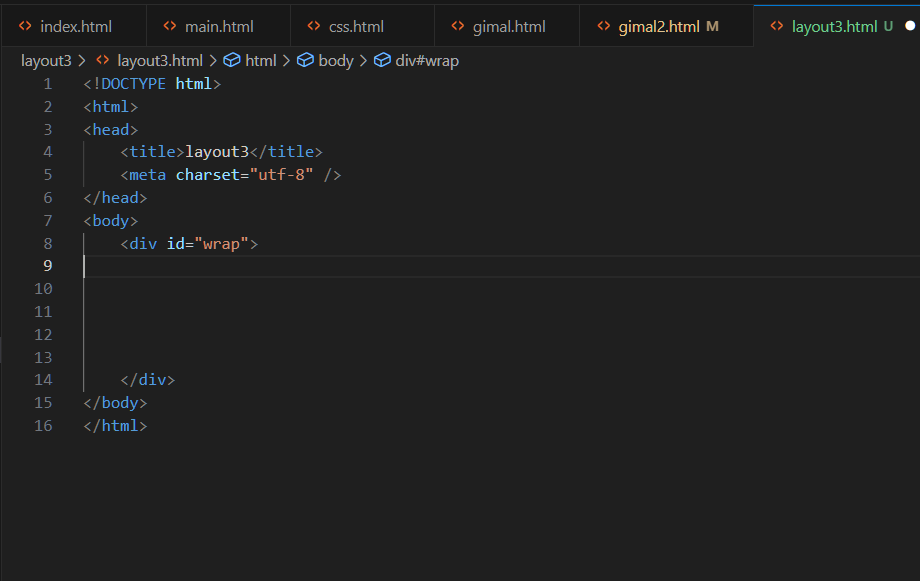 index.html main.html css.html gimal.html gimal2.html M layout3.html U
layout3 > layout3.html > html > body > div#wrap
1 <!DOCTYPE html>
2 <html>
3 <head>
4 <title>layout3</title>
5 <meta charset="utf-8" />
6 </head>
7 <body>
8 <div id="wrap">
9
10
11
12
13
14 </div>
15 </body>
16 </html>